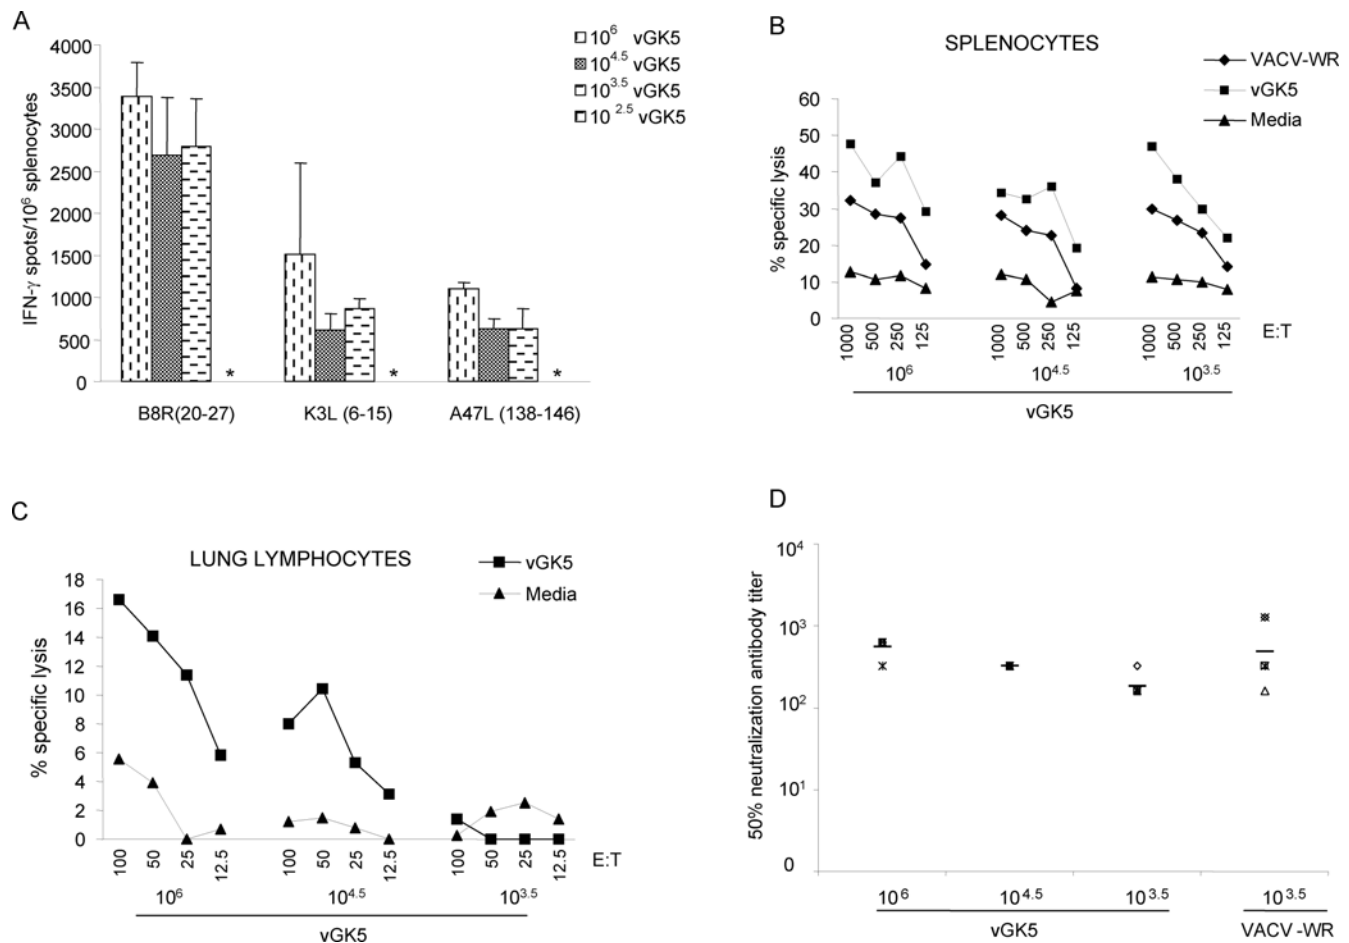 A
IFN-γ spots/10⁶ splenocytes
4000
3500
3000
2500
2000
1500
1000
500
0
10⁶ vGK5
10⁴·⁵ vGK5
10³·⁵ vGK5
10 ²·⁵ vGK5
* * *
B8R(20-27) K3L (6-15) A47L (138-146)
B
SPLENOCYTES
VACV-WR
vGK5
Media
% specific lysis
60
50
40
30
20
10
0
1000 500 250 125 1000 500 250 125 1000 500 250 125 E:T
10⁶ 10⁴·⁵ 10³·⁵
vGK5
C
LUNG LYMPHOCYTES
vGK5
Media
% specific lysis
18
16
14
12
10
8
6
4
2
0
100 50 25 12.5 100 50 25 12.5 100 50 25 12.5 E:T
10⁶ 10⁴·⁵ 10³·⁵
vGK5
D
50% neutralization antibody titer
10⁴
10³
10²
10¹
0
10⁶ 10⁴·⁵ 10³·⁵ 10³·⁵
vGK5 VACV -WR